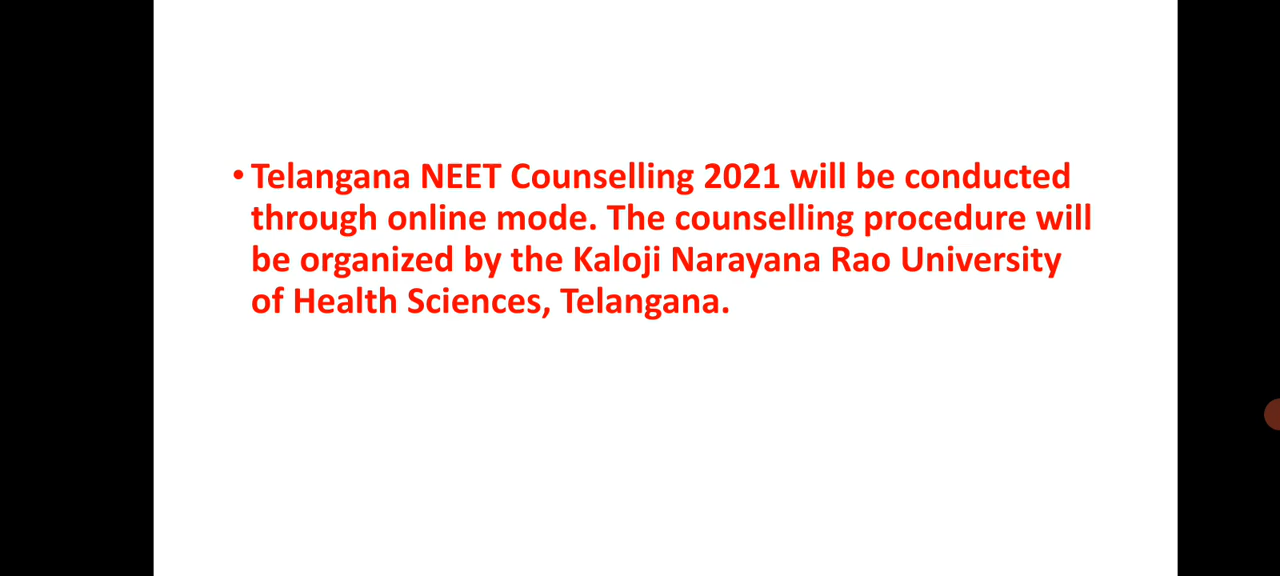 • Telangana NEET Counselling 2021 will be conducted
through online mode. The counselling procedure will
be organized by the Kaloji Narayana Rao University
of Health Sciences, Telangana.